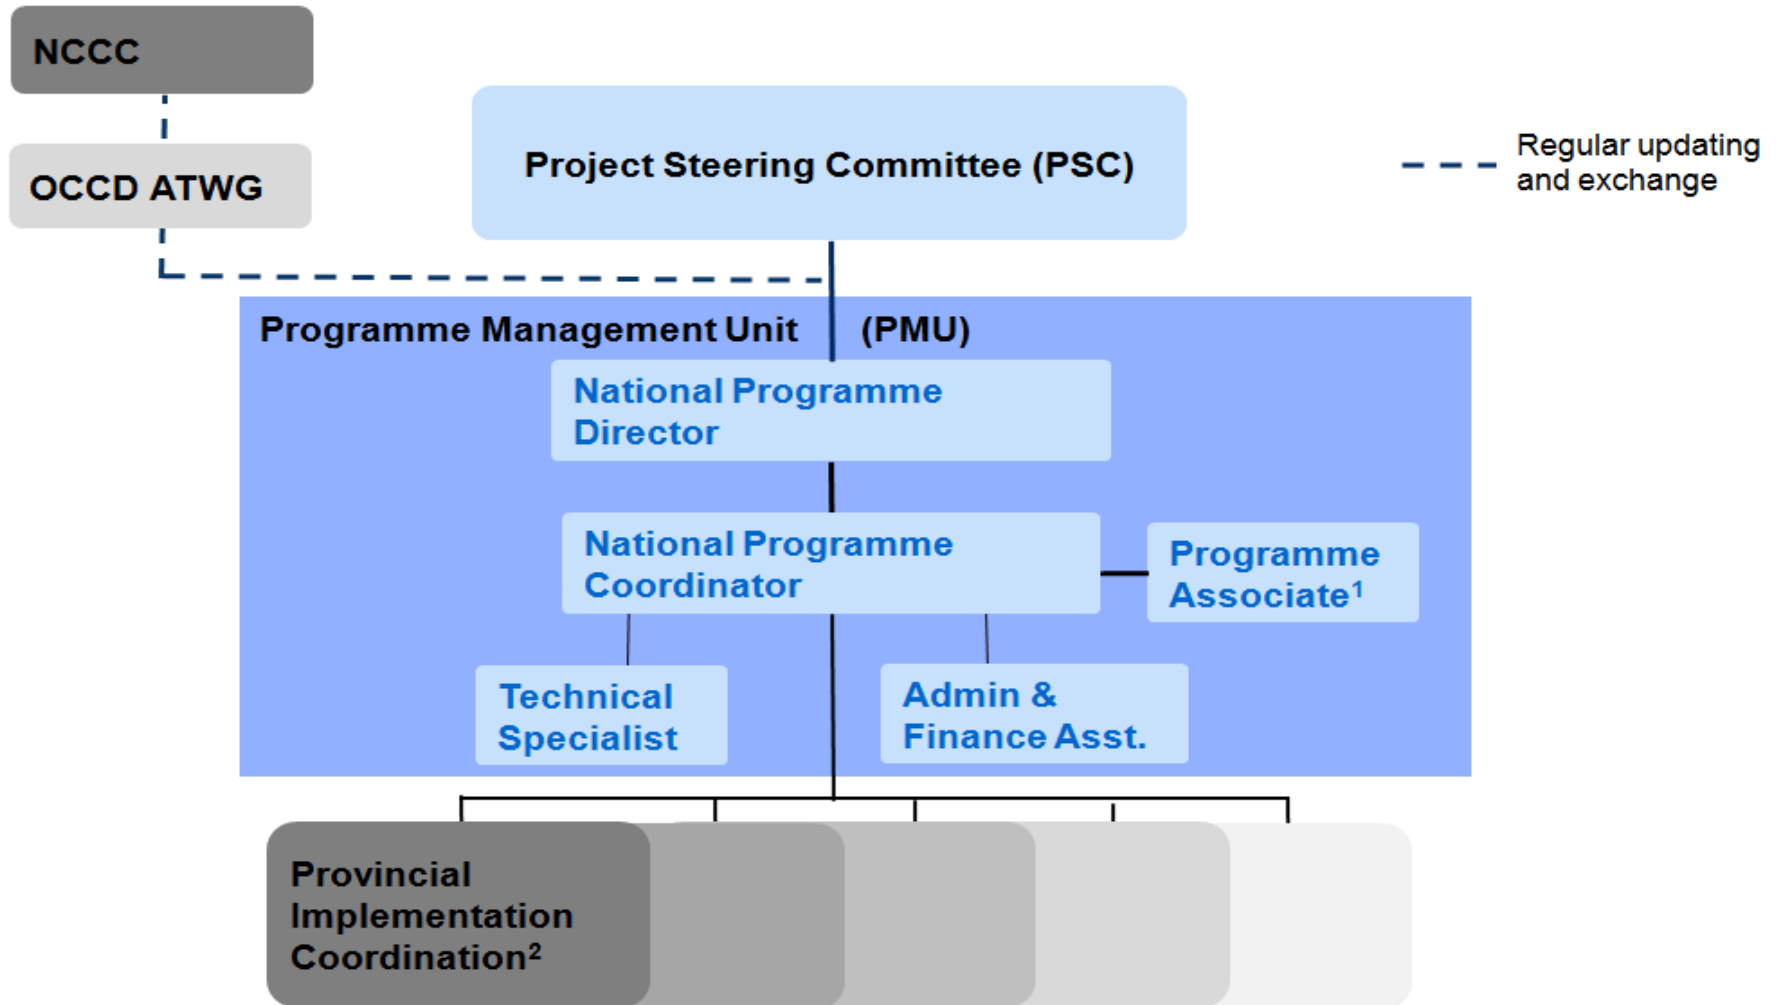 NCCC
OCCD ATWG
Project Steering Committee (PSC)
Regular updating
and exchange
Programme Management Unit (PMU)
National Programme
Director
National Programme
Coordinator
Programme
Associate¹
Technical
Specialist
Admin &
Finance Asst.
Provincial
Implementation
Coordination²